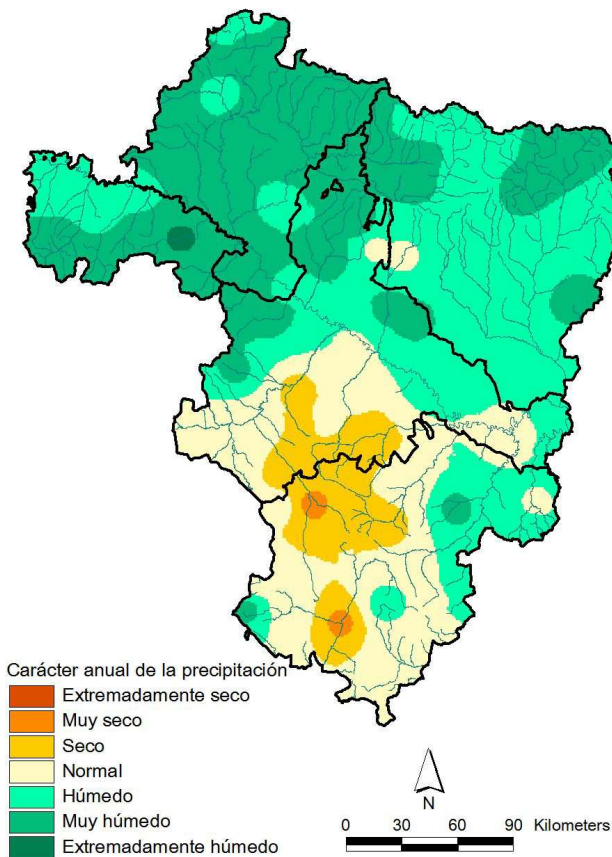 Carácter anual de la precipitación
Extremadamente seco
Muy seco
Seco
Normal
Húmedo
Muy húmedo
Extremadamente húmedo
N
0 30 60 90 Kilometers